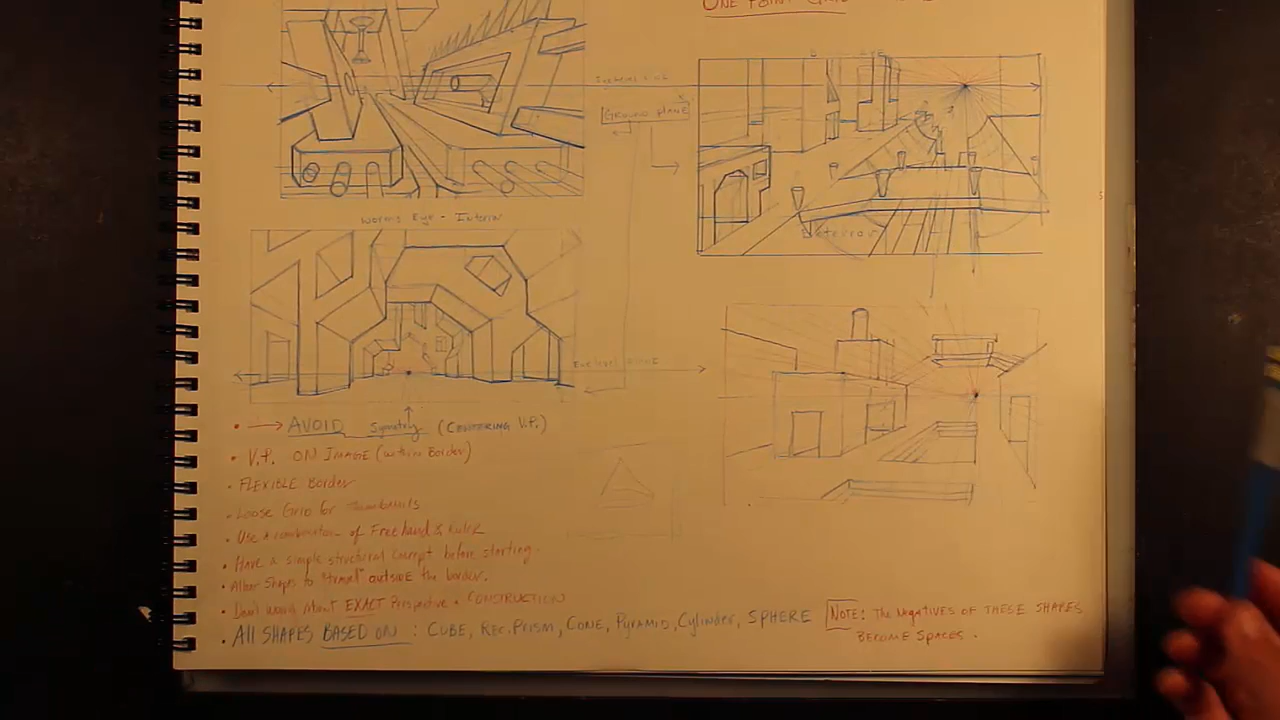 ONE POINT
GROUND PLANE
Worms Eye - Interior
Exterior
• → AVOID Symetety (CENTERING V.P.)
• V.P. ON IMAGE (within Border)
• FLEXIBLE Border
• Loose Grid for Thumbnails
• Use a combination of Freehand & Ruler
• Have a simple structural concept before starting.
• Allow Shapes to "travel" outside the border.
• Don't worry About EXACT Perspective + CONSTRUCTION
• All SHAPES BASED ON : CUBE, Rec. Prism, CONE, Pyramid, Cylinder, SPHERE
NOTE: The Negatives OF THESE SHAPES
BECOME SPACES.